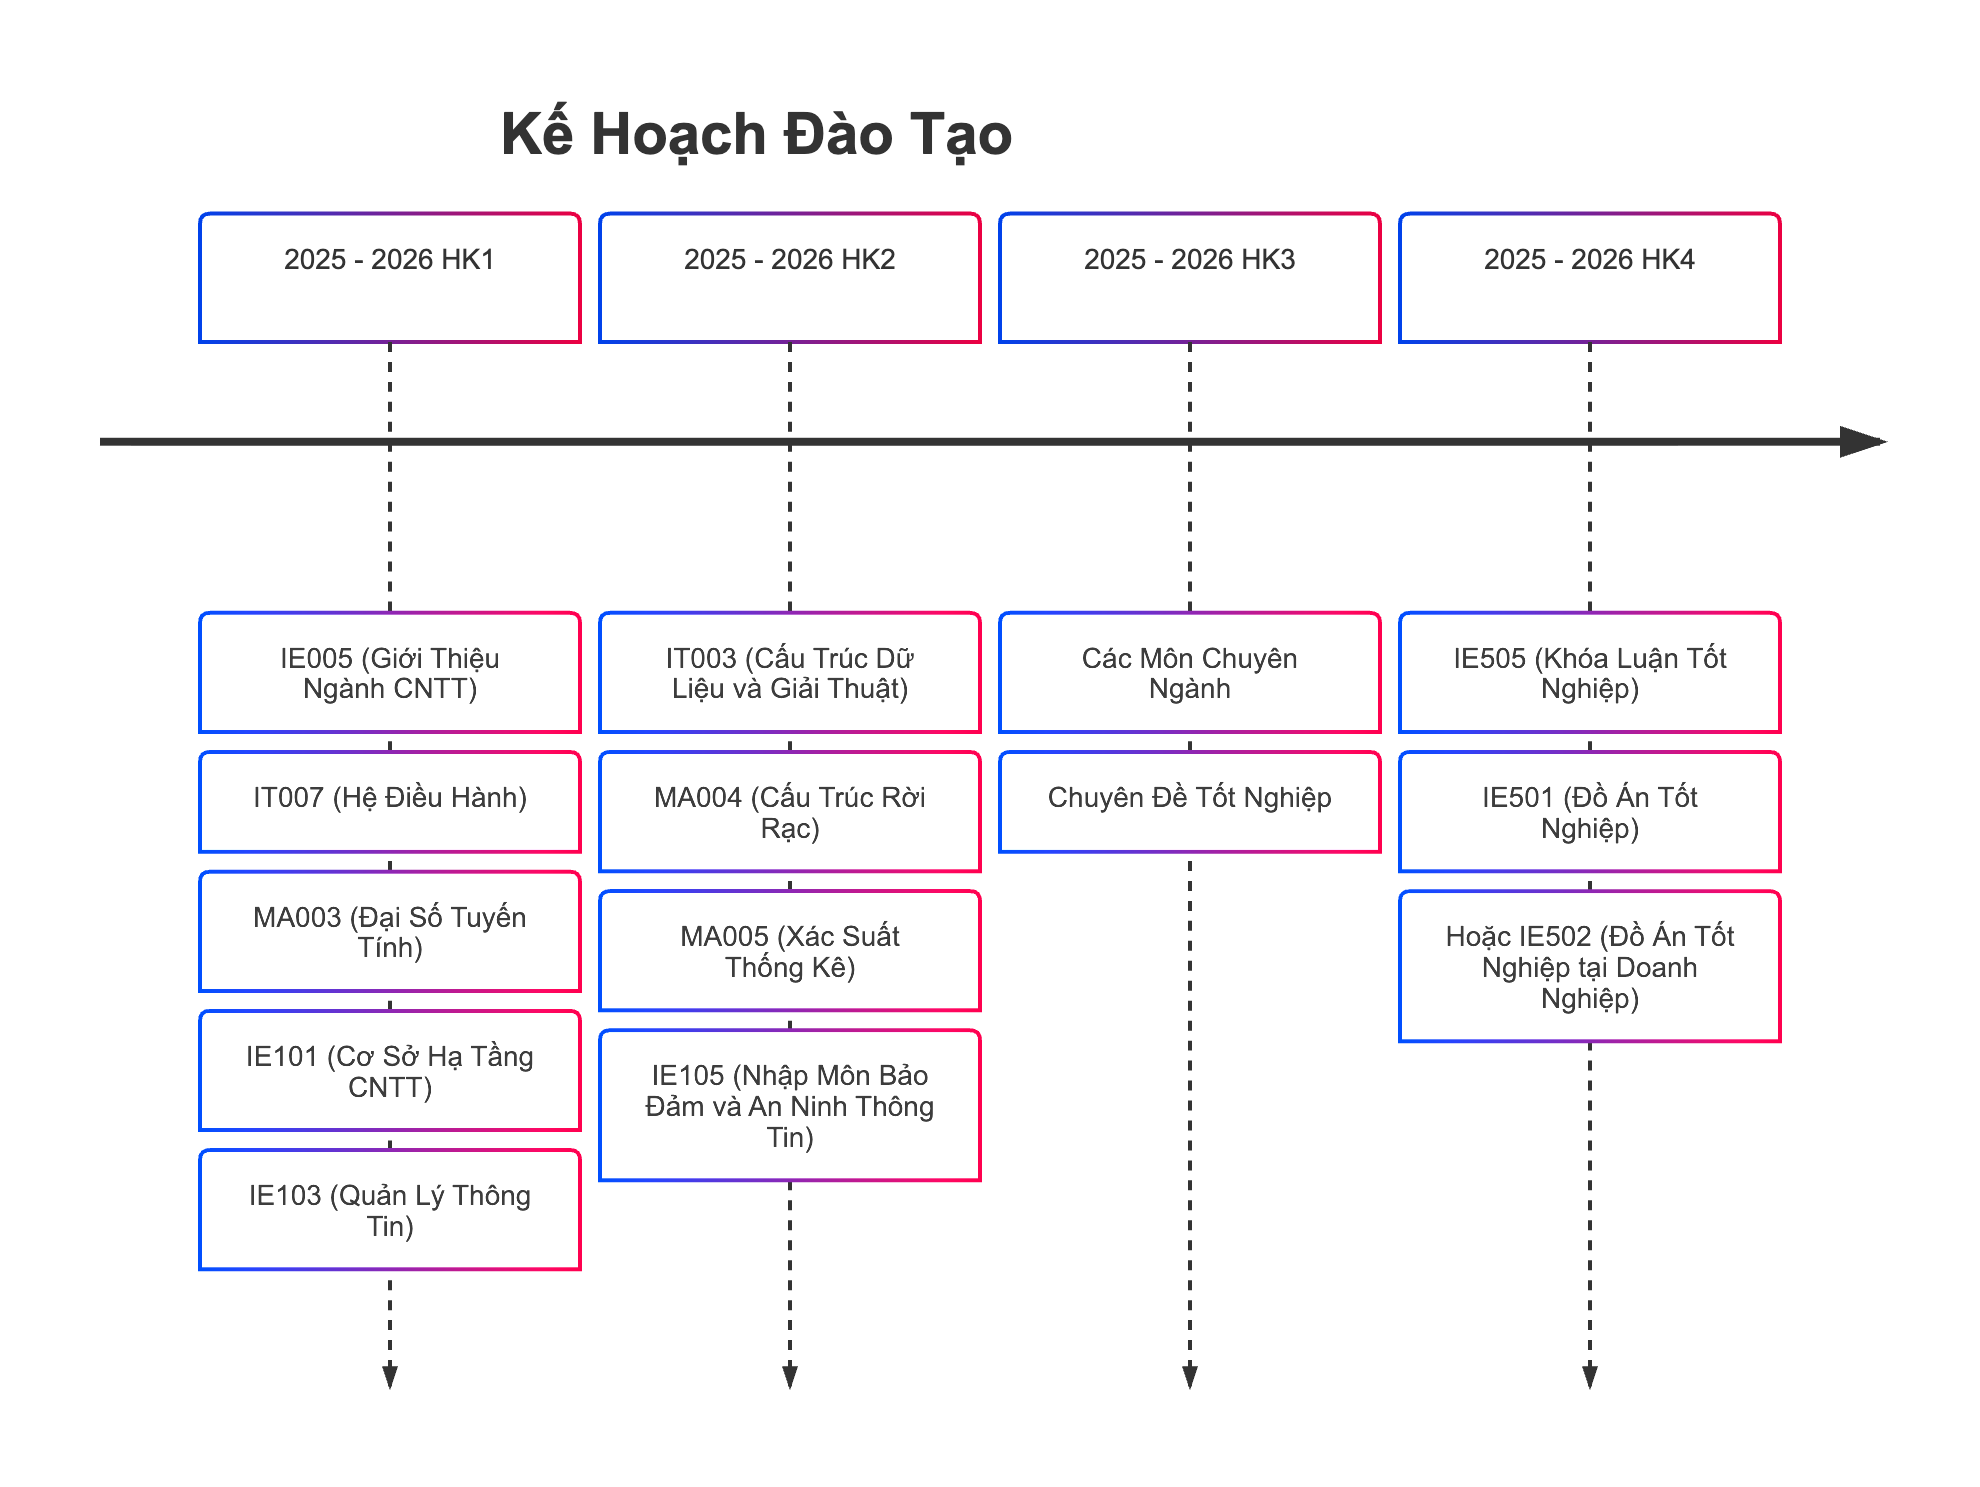 Kế Hoạch Đào Tạo
2025 - 2026 HK1
2025 - 2026 HK2
2025 - 2026 HK3
2025 - 2026 HK4
IE005 (Giới Thiệu
Ngành CNTT)
IT007 (Hệ Điều Hành)
MA003 (Đại Số Tuyến
Tính)
IE101 (Cơ Sở Hạ Tầng
CNTT)
IE103 (Quản Lý Thông
Tin)
IT003 (Cấu Trúc Dữ
Liệu và Giải Thuật)
MA004 (Cấu Trúc Rời
Rạc)
MA005 (Xác Suất
Thống Kê)
IE105 (Nhập Môn Bảo
Đảm và An Ninh Thông
Tin)
Các Môn Chuyên
Ngành
Chuyên Đề Tốt Nghiệp
IE505 (Khóa Luận Tốt
Nghiệp)
IE501 (Đồ Án Tốt
Nghiệp)
Hoặc IE502 (Đồ Án Tốt
Nghiệp tại Doanh
Nghiệp)